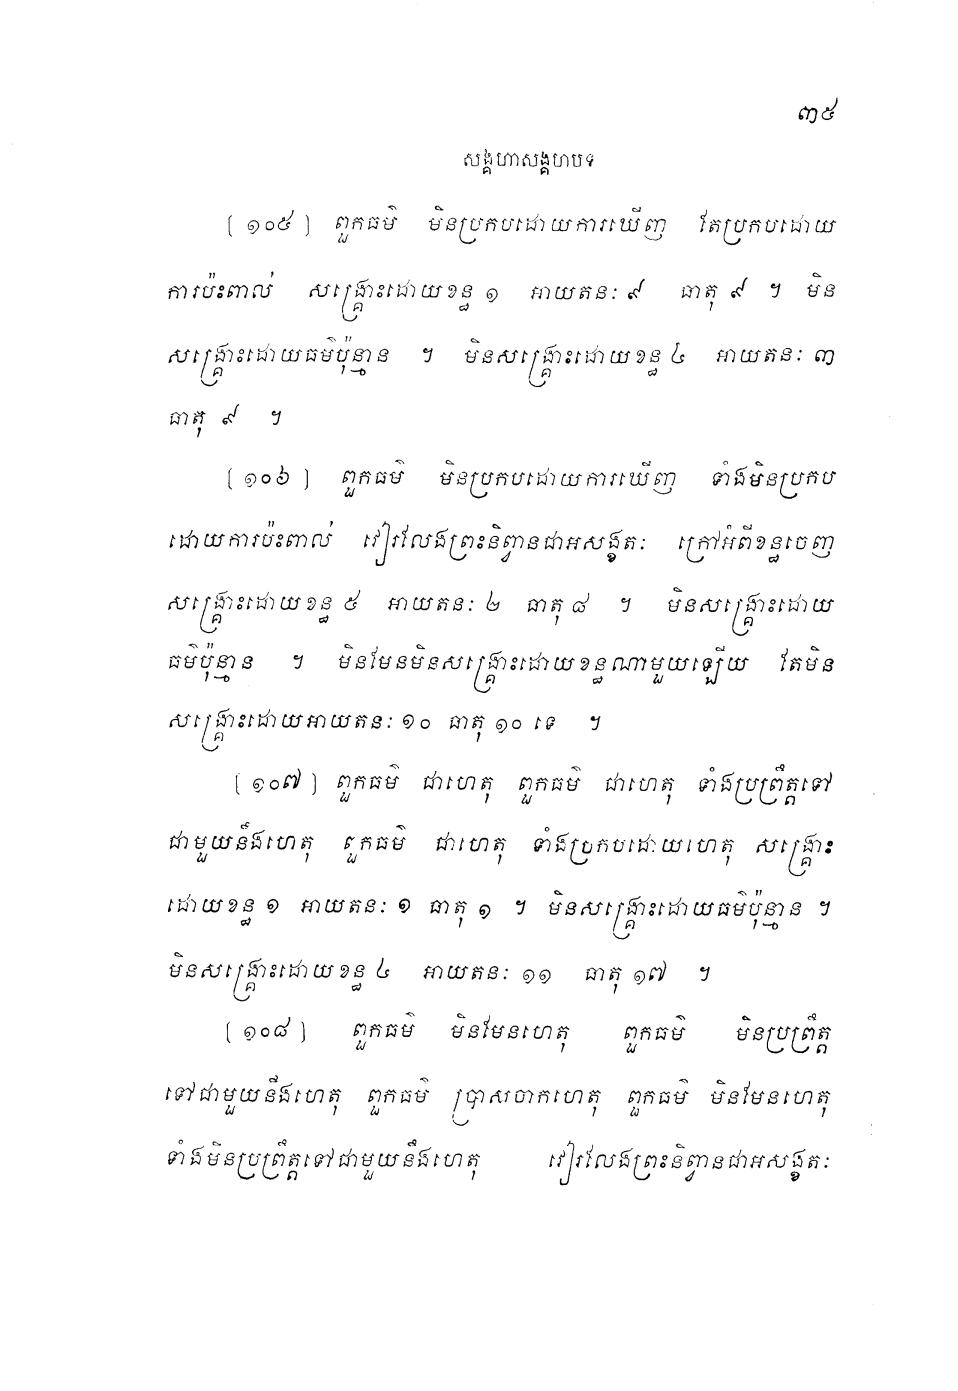 ៣៥
សង្គហាសង្គហបទ
[ ១០៥ ] ពួកធម៌ មិនប្រកបដោយការឃើញ តែប្រកបដោយ
ការប៉ះពាល់ សង្គ្រោះដោយខន្ធ ១ អាយតនៈ ៩ ធាតុ ៩ ។ មិន
សង្គ្រោះដោយធម៌ប៉ុន្មាន ។ មិនសង្គ្រោះដោយខន្ធ ៤ អាយតនៈ ៣
ធាតុ ៩ ។
[ ១០៦ ] ពួកធម៌ មិនប្រកបដោយការឃើញ ទាំងមិនប្រកប
ដោយការប៉ះពាល់ វៀរលែងព្រះនិព្វានជាអសង្ខតៈ ក្រៅអំពីខន្ធចេញ
សង្គ្រោះដោយខន្ធ ៥ អាយតនៈ ២ ធាតុ ៨ ។ មិនសង្គ្រោះដោយ
ធម៌ប៉ុន្មាន ។ មិនមែនមិនសង្គ្រោះដោយខន្ធណាមួយឡើយ តែមិន
សង្គ្រោះដោយអាយតនៈ ១០ ធាតុ ១០ ទេ ។
[ ១០៧ ] ពួកធម៌ ជាហេតុ ពួកធម៌ ជាហេតុ ទាំងប្រព្រឹត្តទៅ
ជាមួយនឹងហេតុ ពួកធម៌ ជាហេតុ ទាំងប្រកបដោយហេតុ សង្គ្រោះ
ដោយខន្ធ ១ អាយតនៈ ១ ធាតុ ១ ។ មិនសង្គ្រោះដោយធម៌ប៉ុន្មាន ។
មិនសង្គ្រោះដោយខន្ធ ៤ អាយតនៈ ១១ ធាតុ ១៧ ។
[ ១០៨ ] ពួកធម៌ មិនមែនហេតុ ពួកធម៌ មិនប្រព្រឹត្ត
ទៅជាមួយនឹងហេតុ ពួកធម៌ ប្រាសចាកហេតុ ពួកធម៌ មិនមែនហេតុ
ទាំងមិនប្រព្រឹត្តទៅជាមួយនឹងហេតុ វៀរលែងព្រះនិព្វានជាអសង្ខតៈ